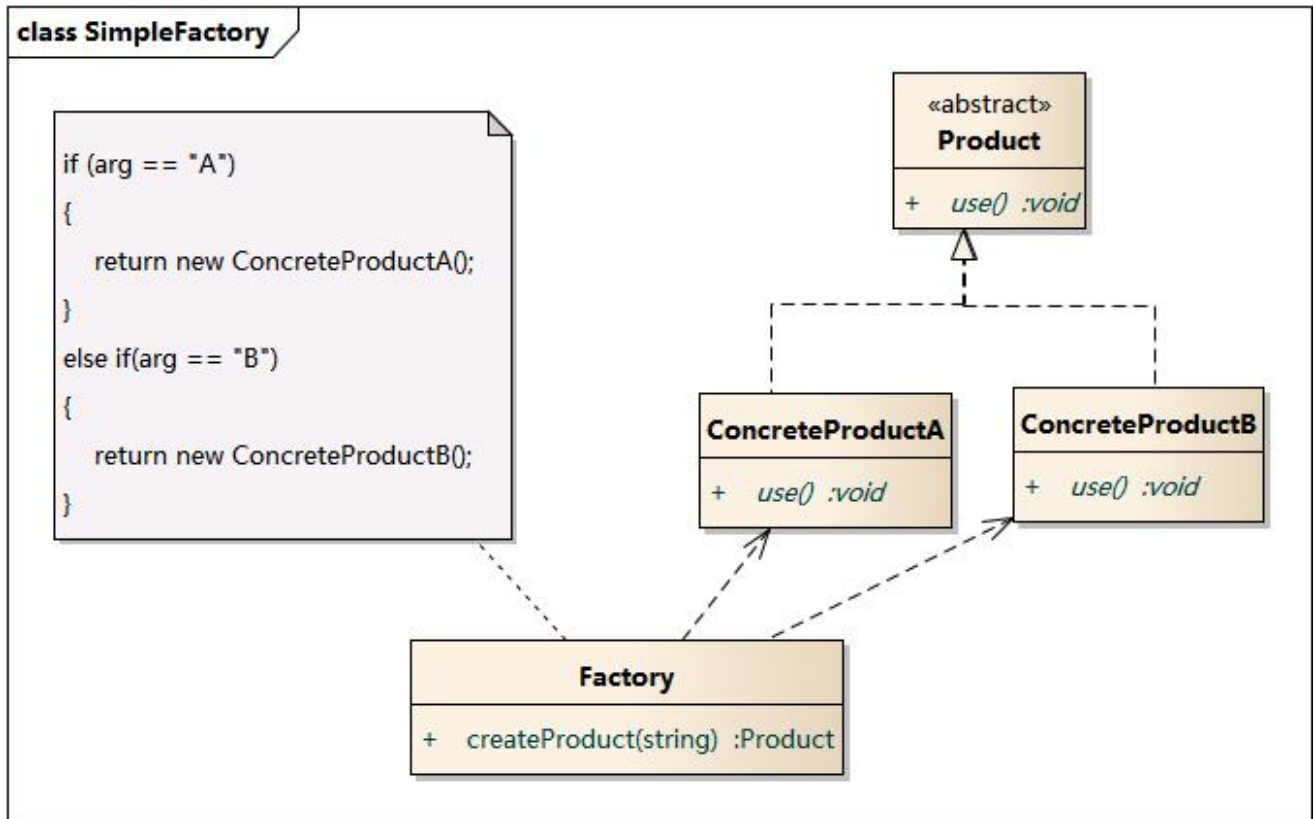 class SimpleFactory
if (arg == "A")
{
return new ConcreteProductA();
}
else if(arg == "B")
{
return new ConcreteProductB();
}
«abstract»
Product
+ use() :void
ConcreteProductA
+ use() :void
ConcreteProductB
+ use() :void
Factory
+ createProduct(string) :Product